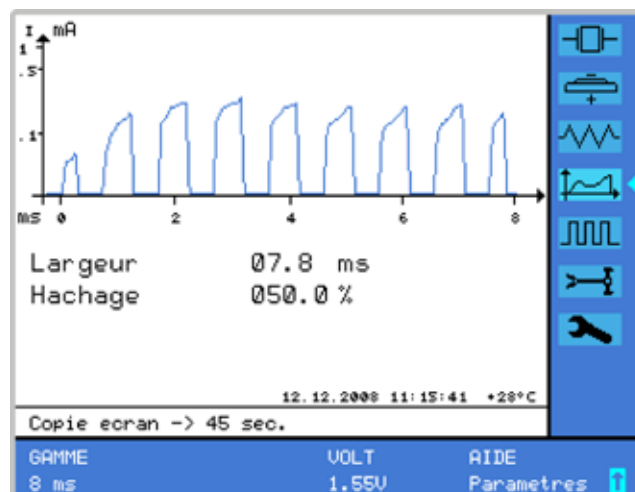 I mA
1
.5
.1
ms 0 2 4 6 8
Largeur 07.8 ms
Hachage 050.0 %
12.12.2008 11:15:41 +28°C
Copie ecran -> 45 sec.
GAMME VOLT AIDE
8 ms 1.55V Parametres